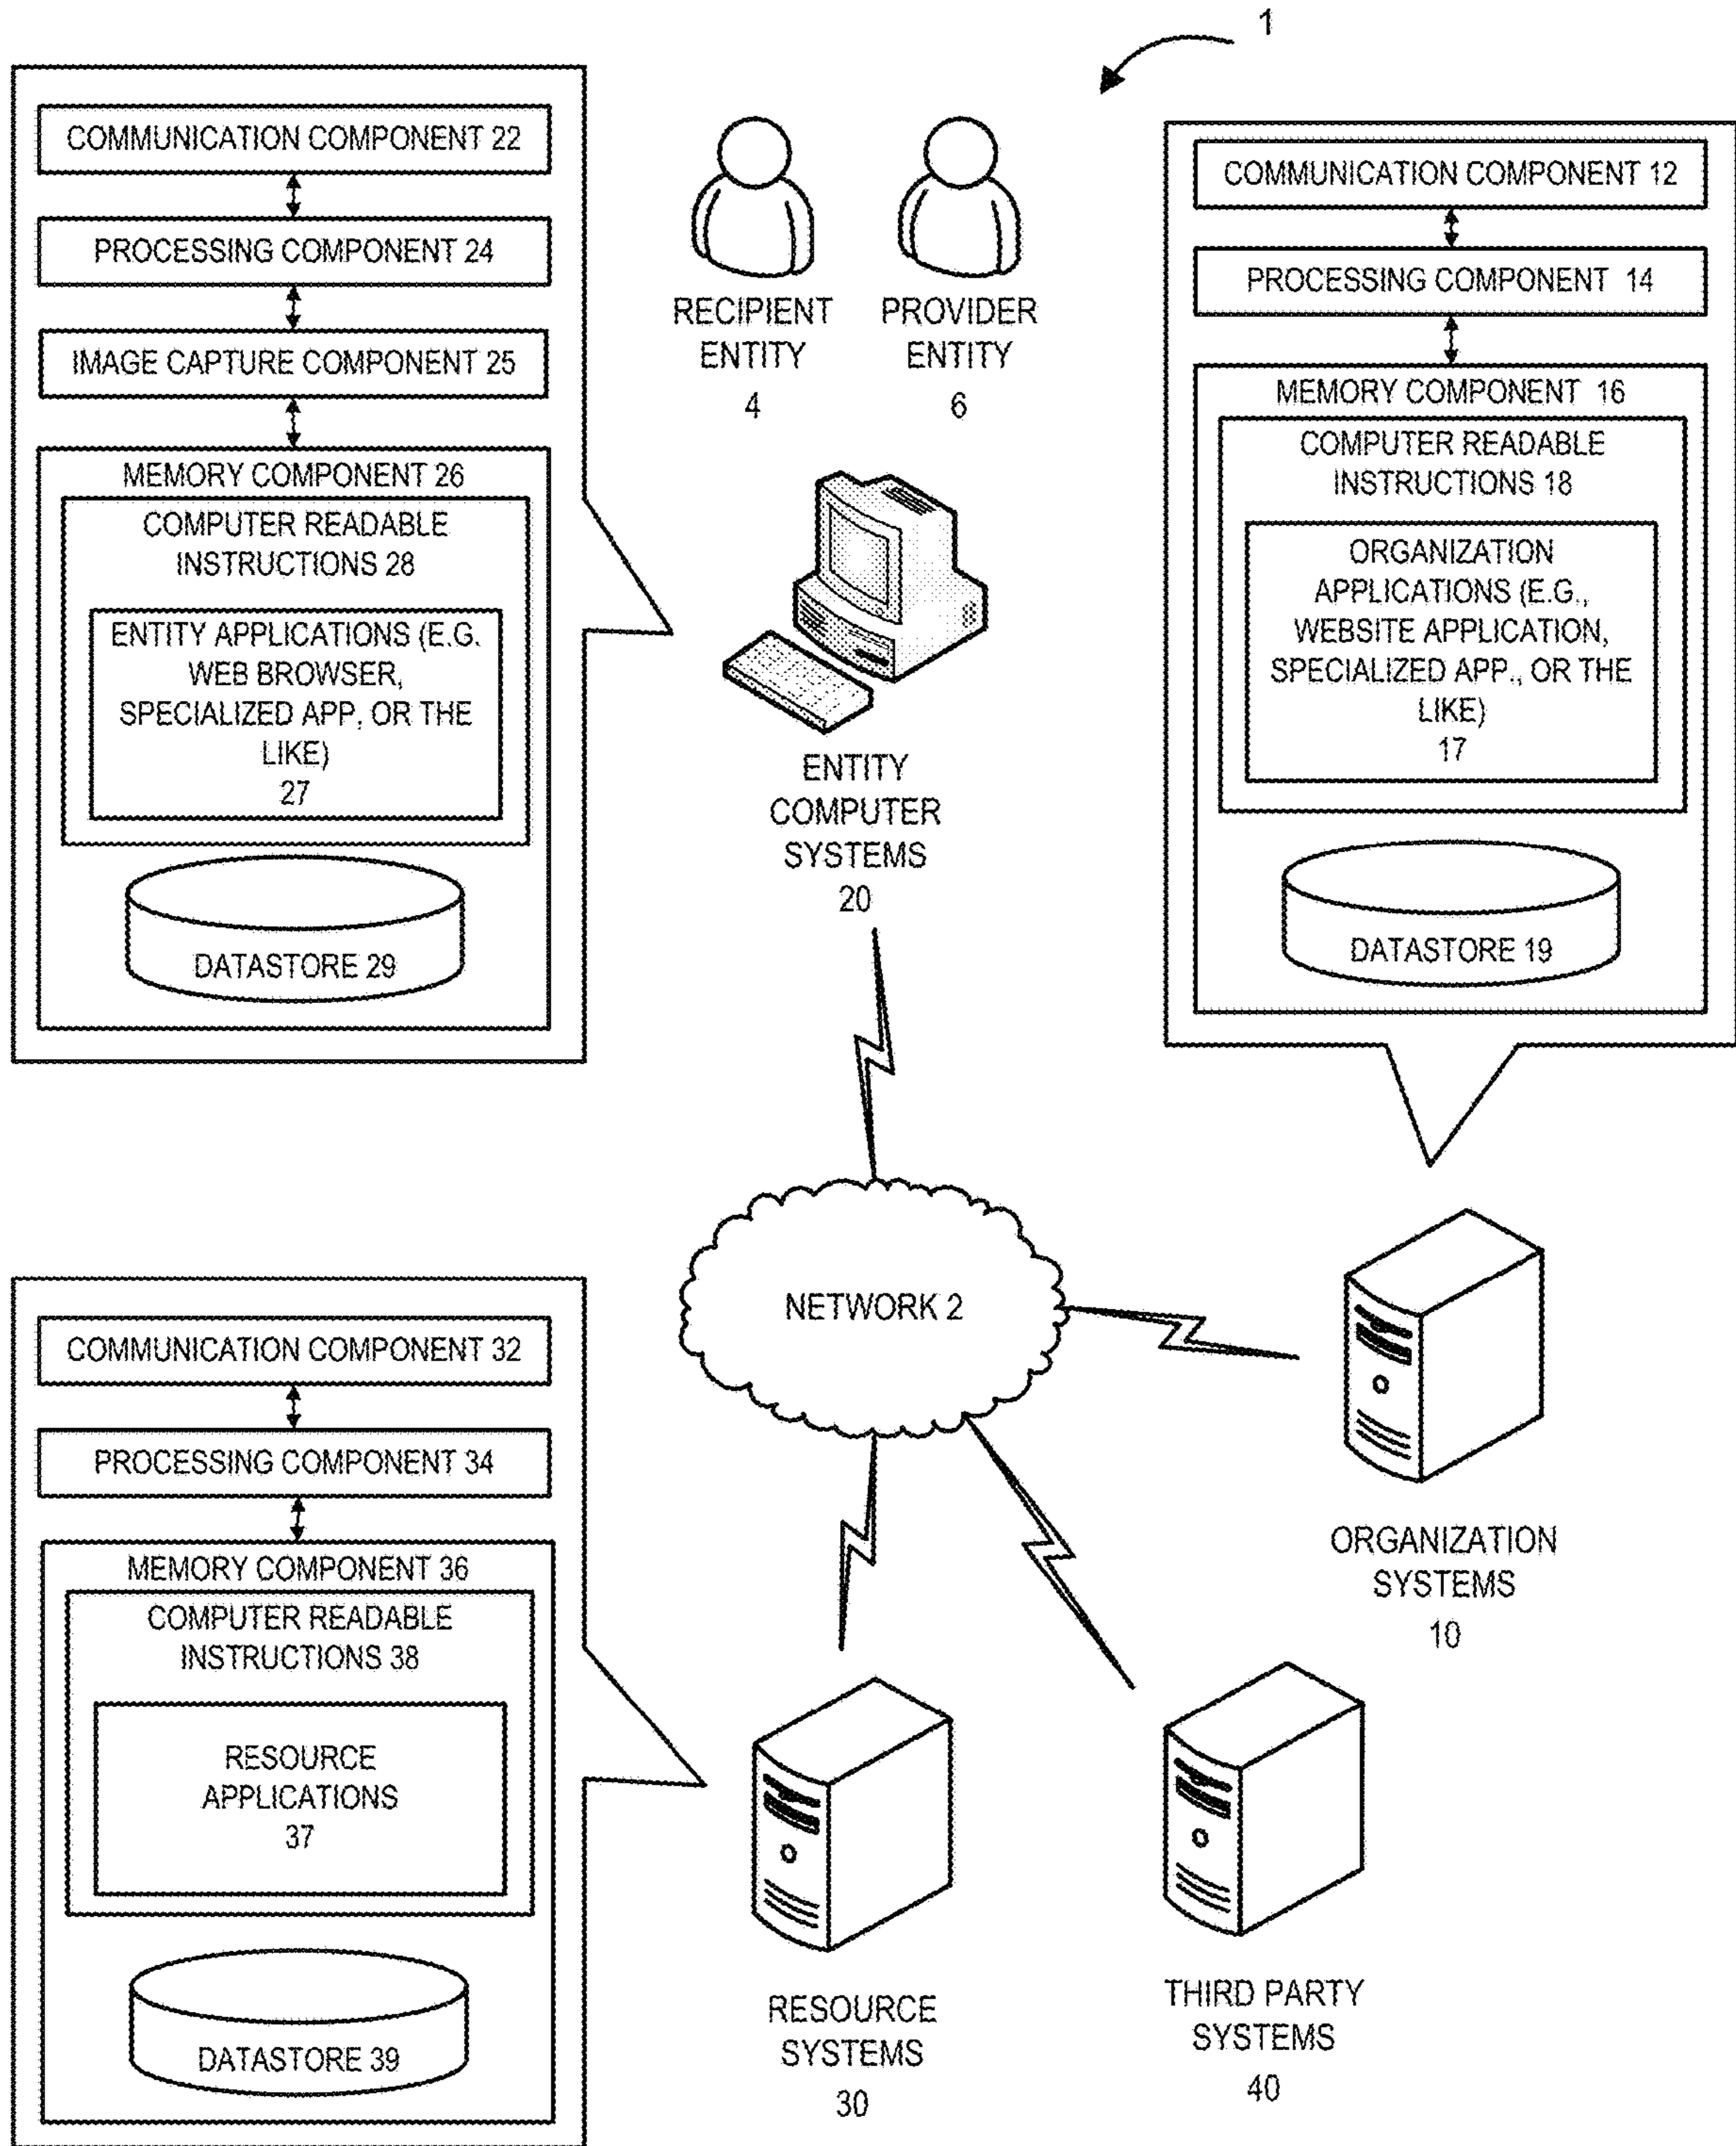 1
COMMUNICATION COMPONENT 22
PROCESSING COMPONENT 24
IMAGE CAPTURE COMPONENT 25
MEMORY COMPONENT 26
COMPUTER READABLE
INSTRUCTIONS 28
ENTITY APPLICATIONS (E.G.
WEB BROWSER,
SPECIALIZED APP, OR THE
LIKE)
27
DATASTORE 29
RECIPIENT
ENTITY
4
PROVIDER
ENTITY
6
ENTITY
COMPUTER
SYSTEMS
20
COMMUNICATION COMPONENT 12
PROCESSING COMPONENT 14
MEMORY COMPONENT 16
COMPUTER READABLE
INSTRUCTIONS 18
ORGANIZATION
APPLICATIONS (E.G.,
WEBSITE APPLICATION,
SPECIALIZED APP., OR THE
LIKE)
17
DATASTORE 19
NETWORK 2
ORGANIZATION
SYSTEMS
10
COMMUNICATION COMPONENT 32
PROCESSING COMPONENT 34
MEMORY COMPONENT 36
COMPUTER READABLE
INSTRUCTIONS 38
RESOURCE
APPLICATIONS
37
DATASTORE 39
RESOURCE
SYSTEMS
30
THIRD PARTY
SYSTEMS
40